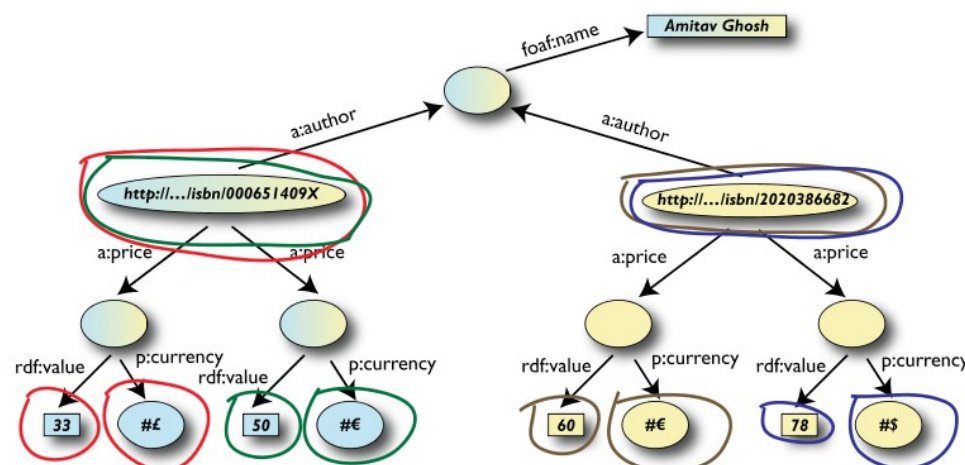 Amitav Ghosh
foaf:name
a:author
a:author
http://.../isbn/000651409X
http://.../isbn/2020386682
a:price
a:price
a:price
a:price
rdf:value
p:currency
rdf:value
p:currency
rdf:value
p:currency
rdf:value
p:currency
33
#£
50
#€
60
#€
78
#$